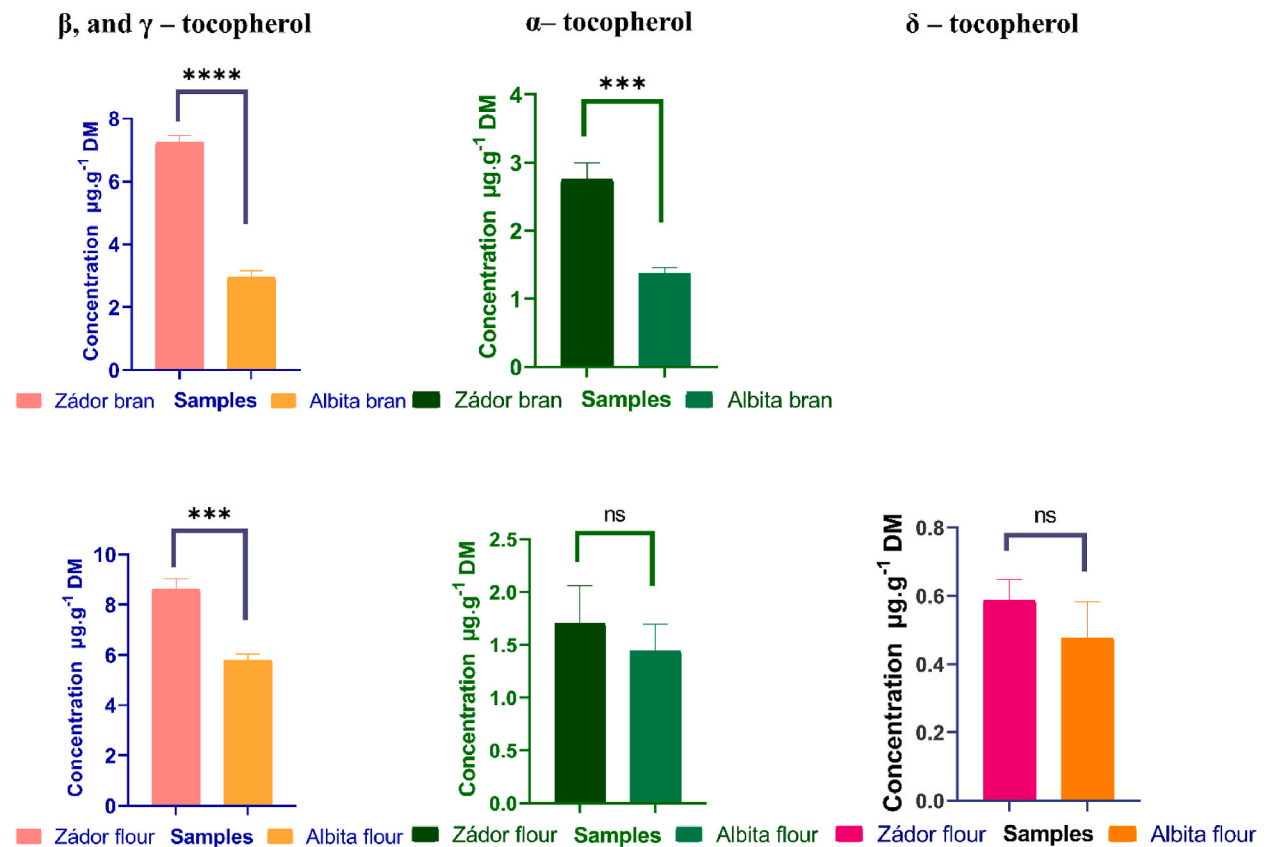 β, and γ – tocopherol
α– tocopherol
δ – tocopherol
****
Concentration µg.g⁻¹ DM
8
6
4
2
0
Zádor bran Samples Albita bran
***
Concentration µg.g⁻¹ DM
4
3
2
1
0
Zádor bran Samples Albita bran
***
Concentration µg.g⁻¹ DM
10
8
6
4
2
0
Zádor flour Samples Albita flour
ns
Concentration µg.g⁻¹ DM
2.5
2.0
1.5
1.0
0.5
0.0
Zádor flour Samples Albita flour
ns
Concentration µg.g⁻¹ DM
0.8
0.6
0.4
0.2
0.0
Zádor flour Samples Albita flour